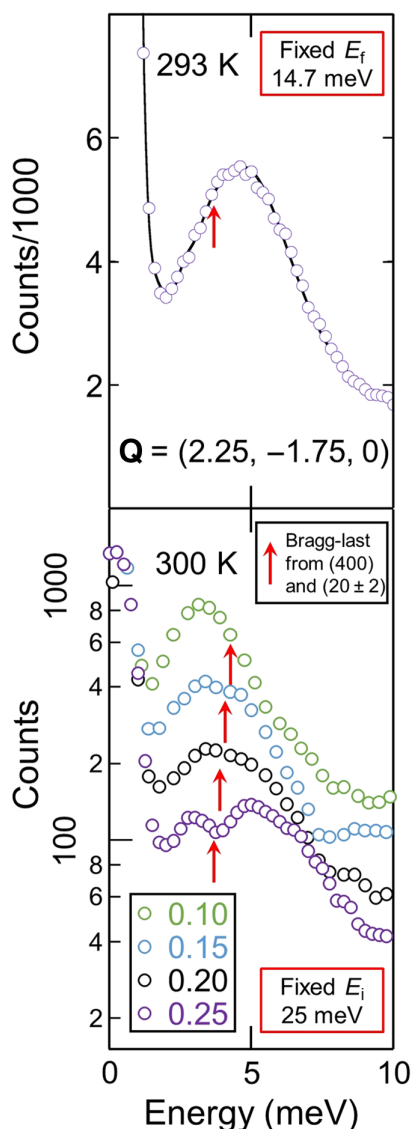 293 K
Fixed Ef
14.7 meV
6
4
2
Counts/1000
Q = (2.25, −1.75, 0)
300 K
Bragg-last
from (400)
and (20 ± 2)
1000
8
6
4
2
100
8
6
4
2
Counts
0.10
0.15
0.20
0.25
Fixed Ei
25 meV
0
5
10
Energy (meV)